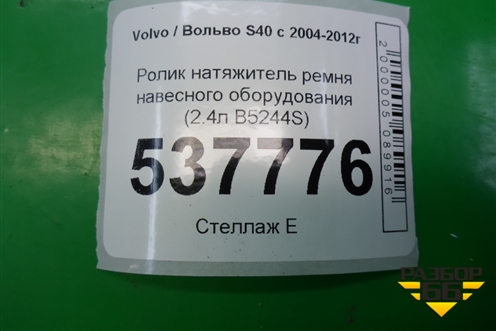 Volvo / Вольво S40 с 2004-2012г
Ролик натяжитель ремня
навесного оборудования
(2.4л B5244S)
537776
Стеллаж Е
2000005089916
РАЗБОР
66